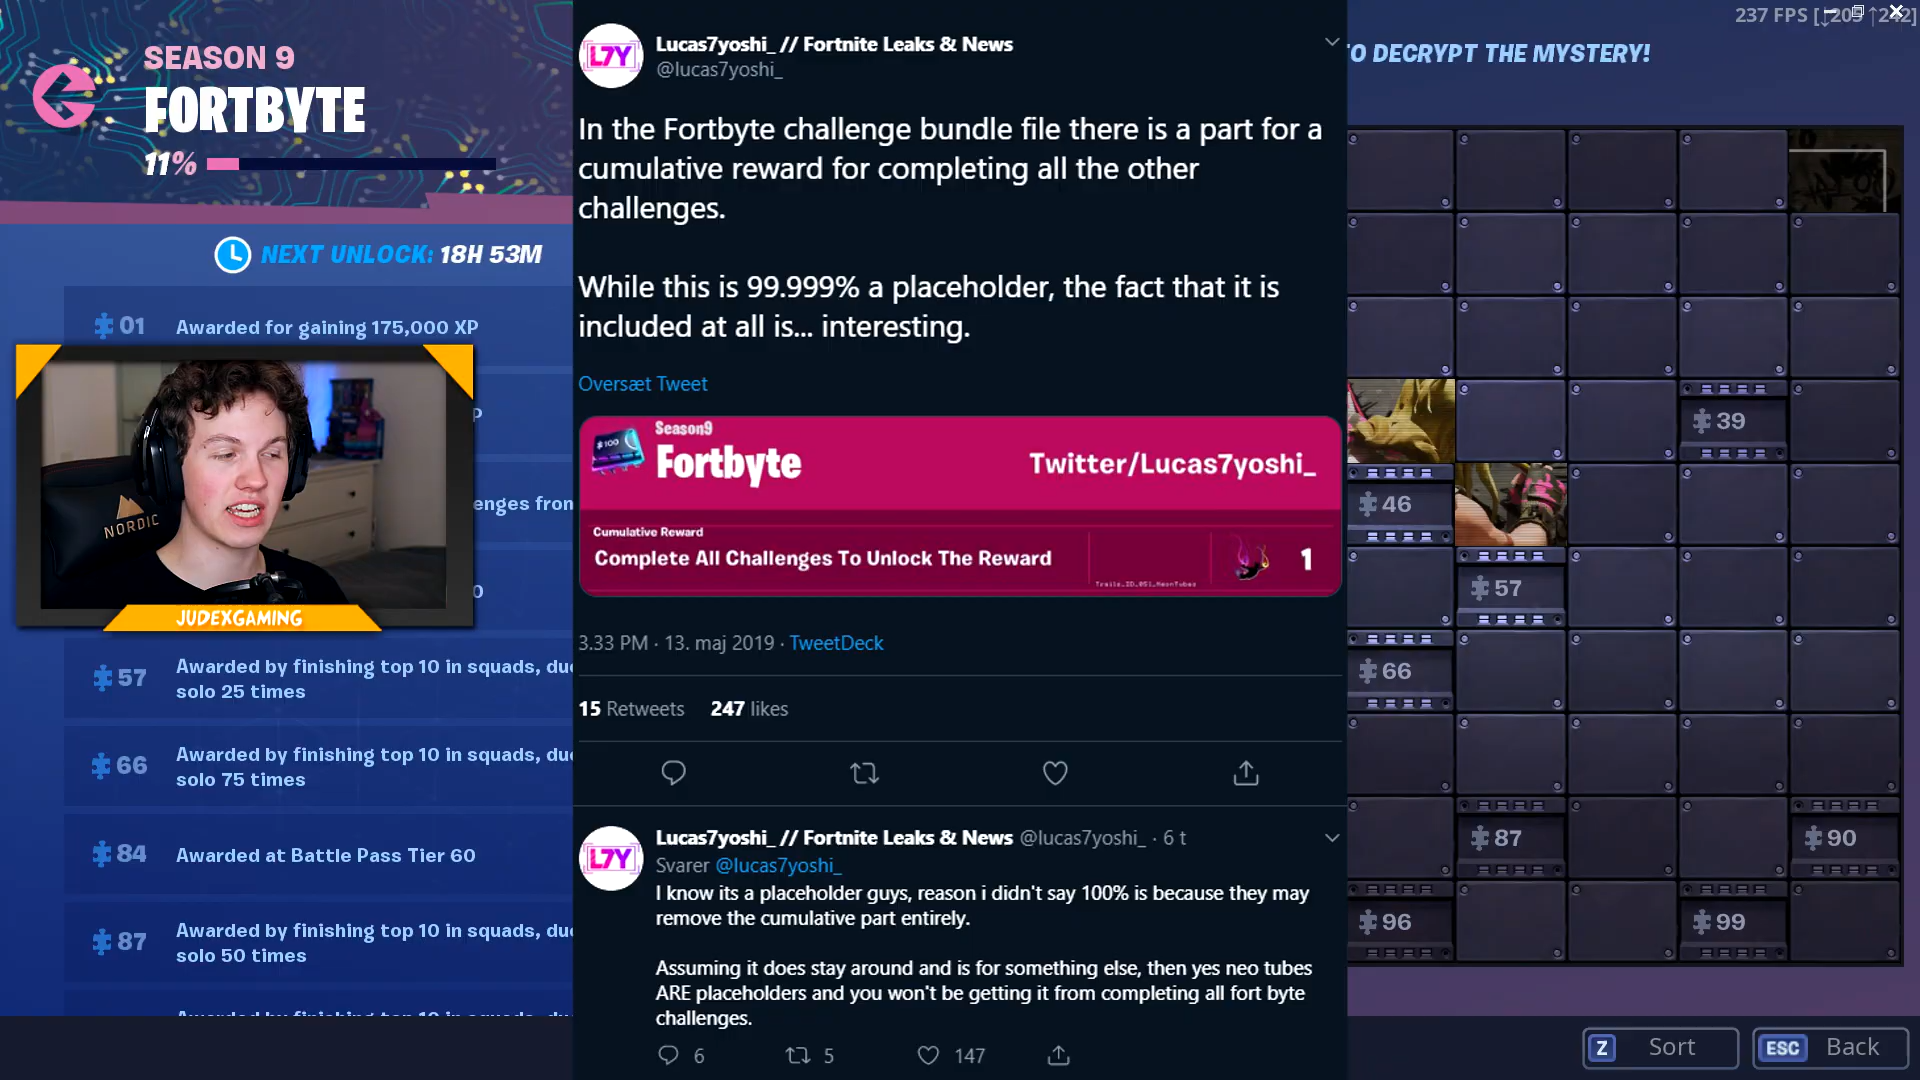 SEASON 9
FORTBYTE
11%
NEXT UNLOCK: 18H 53M
01 Awarded for gaining 175,000 XP
P
enges from
0
NORDIC
JUDEXGAMING
57 Awarded by finishing top 10 in squads, duo
solo 25 times
66 Awarded by finishing top 10 in squads, duo
solo 75 times
84 Awarded at Battle Pass Tier 60
87 Awarded by finishing top 10 in squads, duo
solo 50 times
L7Y
Lucas7yoshi_ // Fortnite Leaks & News
@lucas7yoshi_
In the Fortbyte challenge bundle file there is a part for a
cumulative reward for completing all the other
challenges.
While this is 99.999% a placeholder, the fact that it is
included at all is... interesting.
Oversæt Tweet
#100
Season9
Fortbyte
Twitter/Lucas7yoshi_
Cumulative Reward
Complete All Challenges To Unlock The Reward
Trails_ID_051_NeonTubes
1
3.33 PM · 13. maj 2019 · TweetDeck
15 Retweets 247 likes
L7Y
Lucas7yoshi_ // Fortnite Leaks & News @lucas7yoshi_ · 6 t
Svarer @lucas7yoshi_
I know its a placeholder guys, reason i didn't say 100% is because they may
remove the cumulative part entirely.
Assuming it does stay around and is for something else, then yes neo tubes
ARE placeholders and you won't be getting it from completing all fort byte
challenges.
6 5 147
237 FPS
TO DECRYPT THE MYSTERY!
39
46
57
66
87 90
96 99
Z Sort
ESC Back